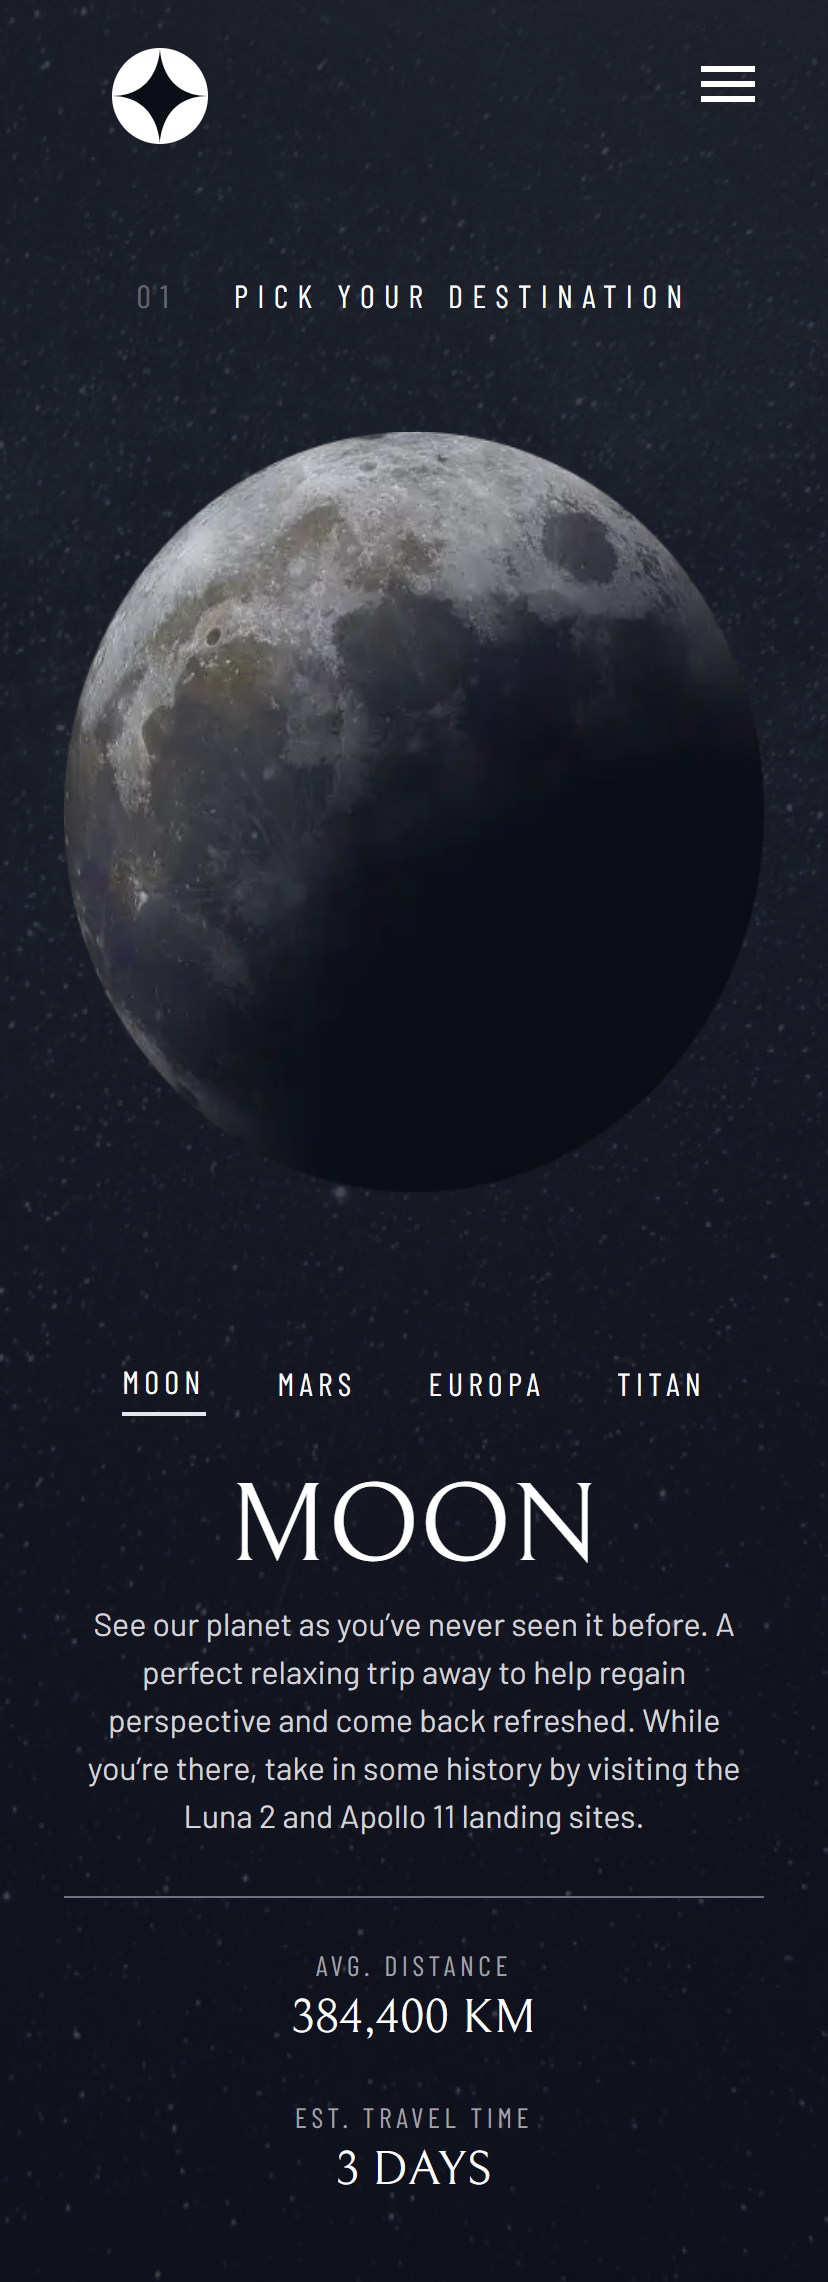 01 PICK YOUR DESTINATION
MOON MARS EUROPA TITAN
MOON
See our planet as you’ve never seen it before. A
perfect relaxing trip away to help regain
perspective and come back refreshed. While
you’re there, take in some history by visiting the
Luna 2 and Apollo 11 landing sites.
AVG. DISTANCE
384,400 KM
EST. TRAVEL TIME
3 DAYS